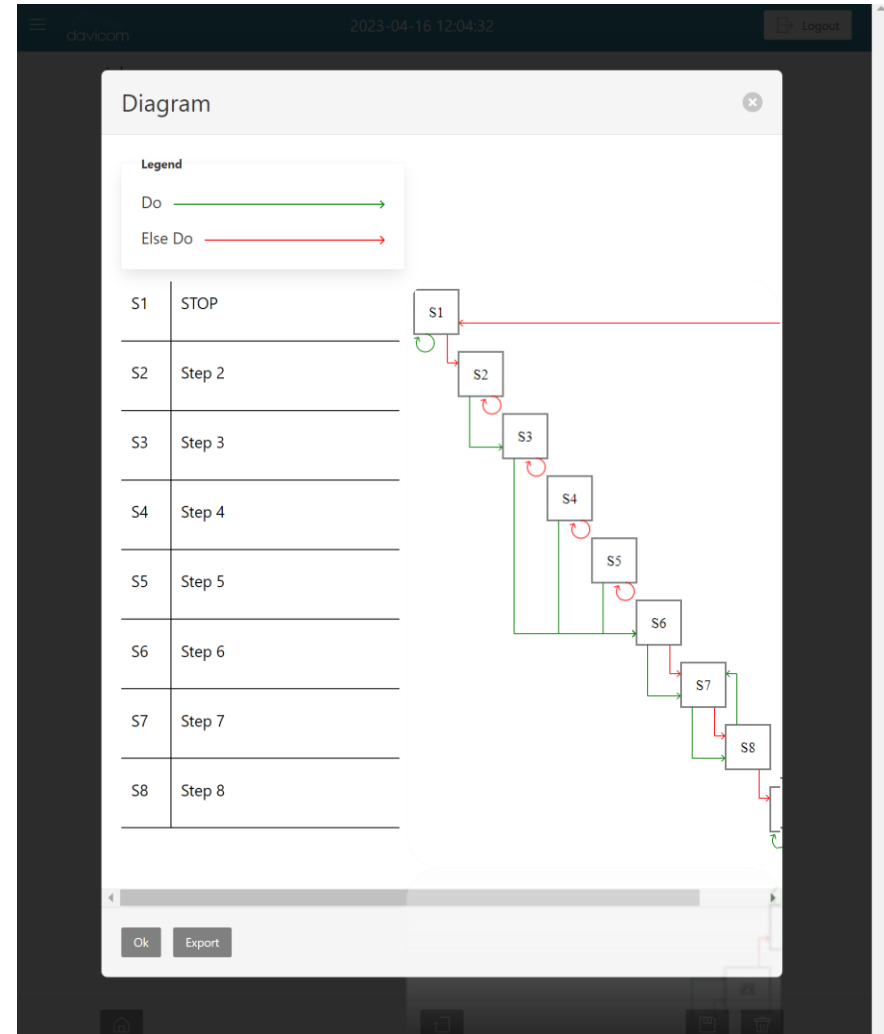 davicom 2023-04-16 12:04:32 Logout
Diagram
Legend
Do
Else Do
S1 STOP
S2 Step 2
S3 Step 3
S4 Step 4
S5 Step 5
S6 Step 6
S7 Step 7
S8 Step 8
S1
S2
S3
S4
S5
S6
S7
S8
Ok Export